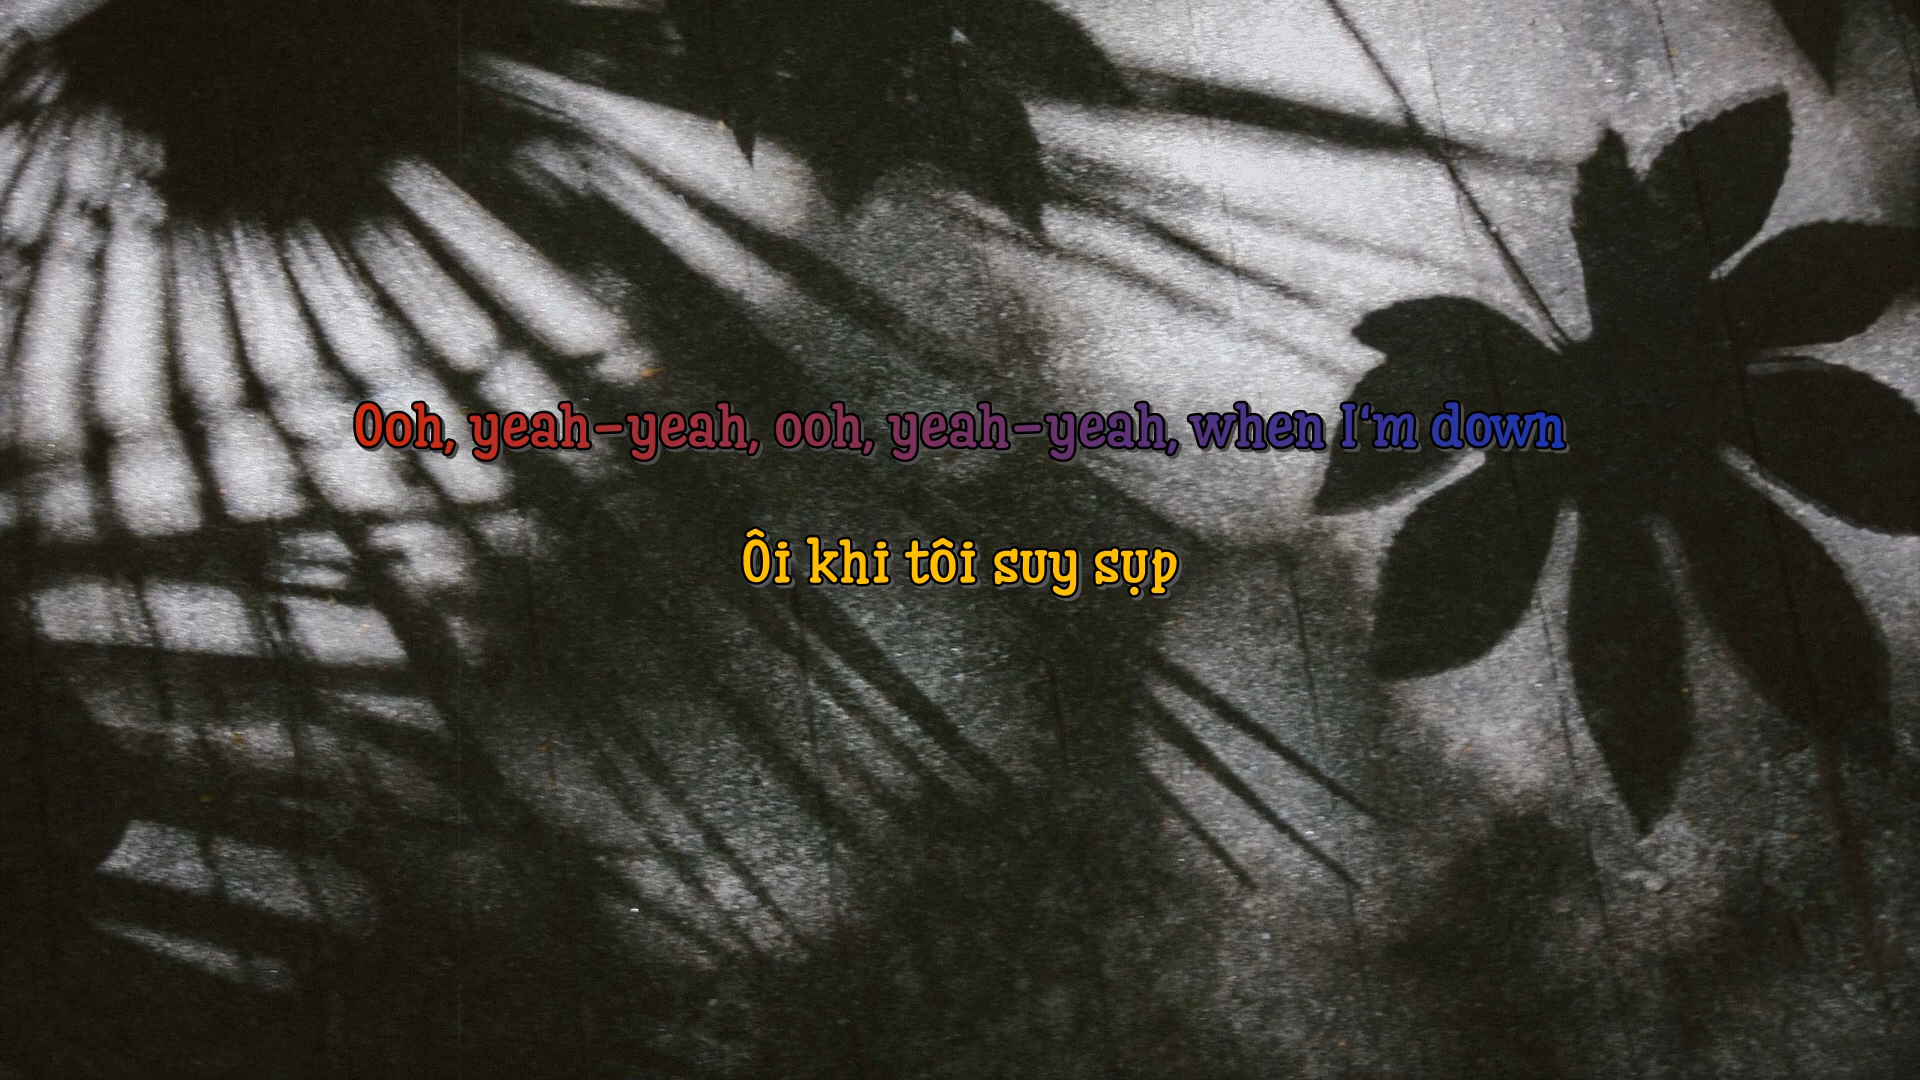 Ooh, yeah-yeah, ooh, yeah-yeah, when I'm down
Ôi khi tôi suy sụp